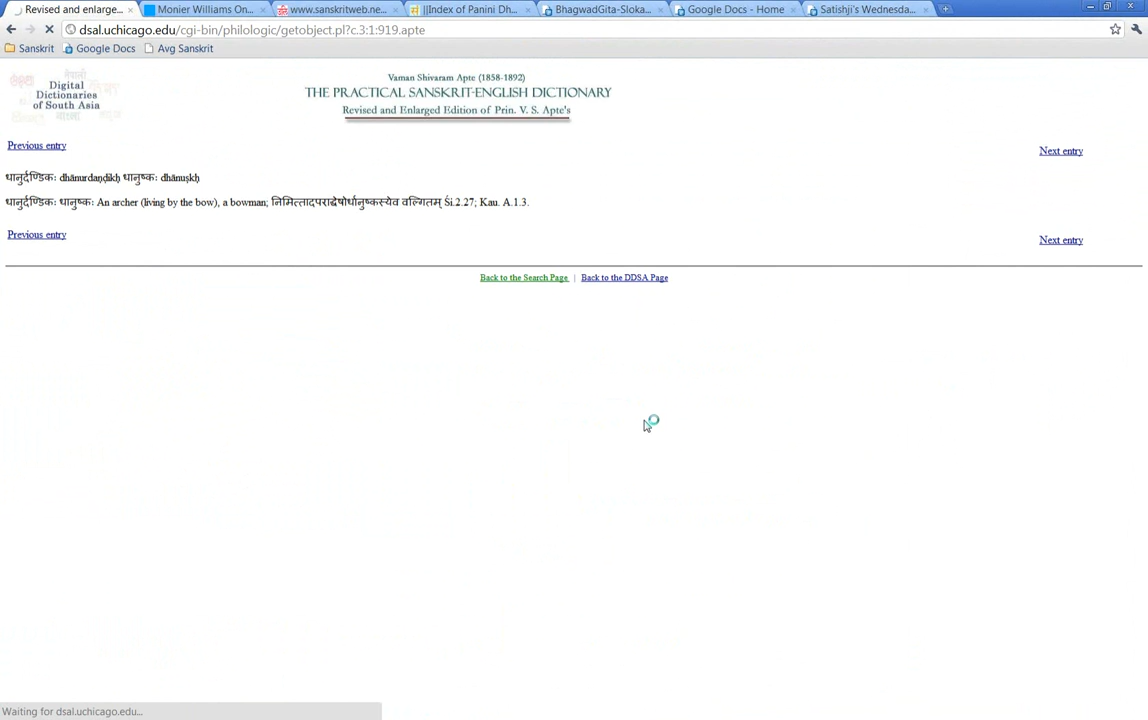 Revised and enlarge...
Monier Williams On...
www.sanskritweb.ne...
||Index of Panini Dh...
BhagwadGita-Sloka...
Google Docs - Home
Satishji's Wednesda...
dsal.uchicago.edu/cgi-bin/philologic/getobject.pl?c.3:1:919.apte
Sanskrit Google Docs Avg Sanskrit
Digital
Dictionaries
of South Asia
Vaman Shivaram Apte (1858-1892)
THE PRACTICAL SANSKRIT-ENGLISH DICTIONARY
Revised and Enlarged Edition of Prin. V. S. Apte's
Previous entry
Next entry
धानुर्दण्डिकः dhānurdaṇḍikḥ धानुष्कः dhānuṣkḥ
धानुर्दण्डिकः धानुष्कः An archer (living by the bow), a bowman; निमित्तादपराद्धेषोर्धानुष्कस्येव वल्गितम् Śi.2.27; Kau. A.1.3.
Previous entry
Next entry
Back to the Search Page | Back to the DDSA Page
Waiting for dsal.uchicago.edu...